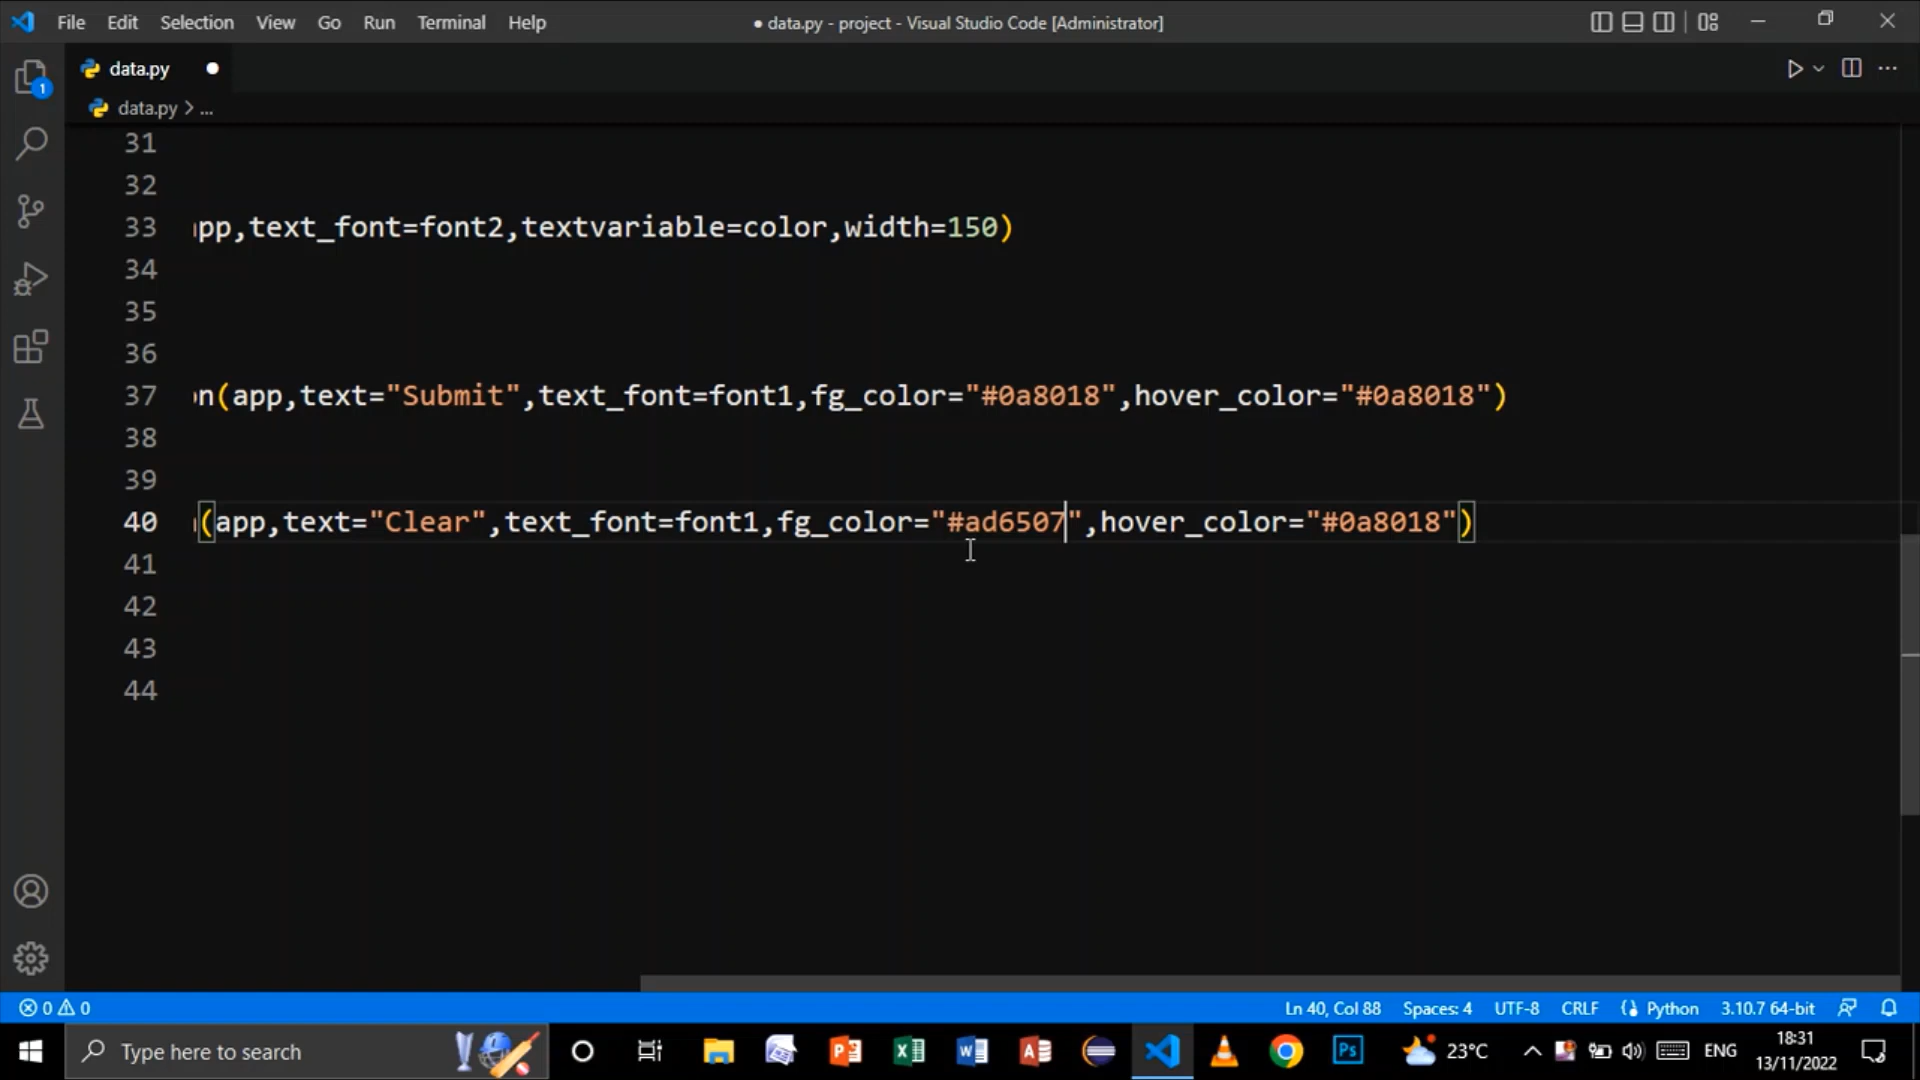 File Edit Selection View Go Run Terminal Help
● data.py - project - Visual Studio Code [Administrator]
data.py
data.py > ...
1
31
32
33 app,text_font=font2,textvariable=color,width=150)
34
35
36
37 on(app,text="Submit",text_font=font1,fg_color="#0a8018",hover_color="#0a8018")
38
39
40 (app,text="Clear",text_font=font1,fg_color="#ad6507",hover_color="#0a8018")
41
42
43
44
0 0
Ln 40, Col 88 Spaces: 4 UTF-8 CRLF Python 3.10.7 64-bit
Type here to search
Ps
23°C
ENG
18:31
13/11/2022